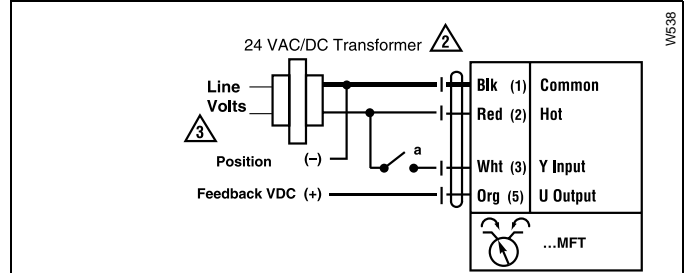 W538
24 VAC/DC Transformer 2
Line
Volts
3
Blk (1) Common
Red (2) Hot
a
Position (–)
Wht (3) Y Input
Feedback VDC (+)
Org (5) U Output
...MFT